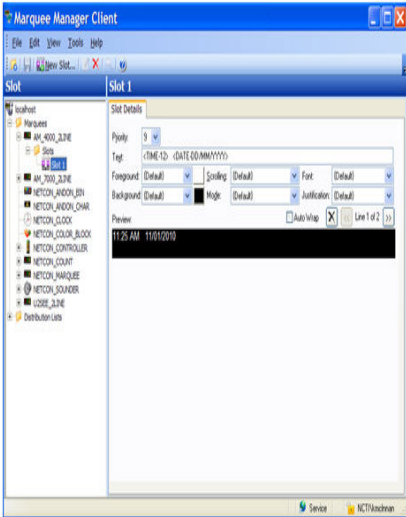 Marquee Manager Client
File Edit View Tools Help
New Slot...
Slot
Slot 1
localhost
Marquees
AM_4000_2LINE
Slots
Slot 1
AM_7000_2LINE
NETCON_ANDON_BIN
NETCON_ANDON_CHAR
NETCON_CLOCK
NETCON_COLOR_BLOCK
NETCON_CONTROLLER
NETCON_COUNT
NETCON_MARQUEE
NETCON_SOUNDER
U2SEE_2LINE
Distribution Lists
Slot Details
Priority: 9
Text: <TIME-12> <DATE-DD/MM/YYYY>
Foreground: (Default) Scrolling: (Default) Font: (Default)
Background: (Default) Mode: (Default) Justification: (Default)
Preview: Auto Wrap X << Line 1 of 2 >>
11:25 AM 11/01/2010
Service